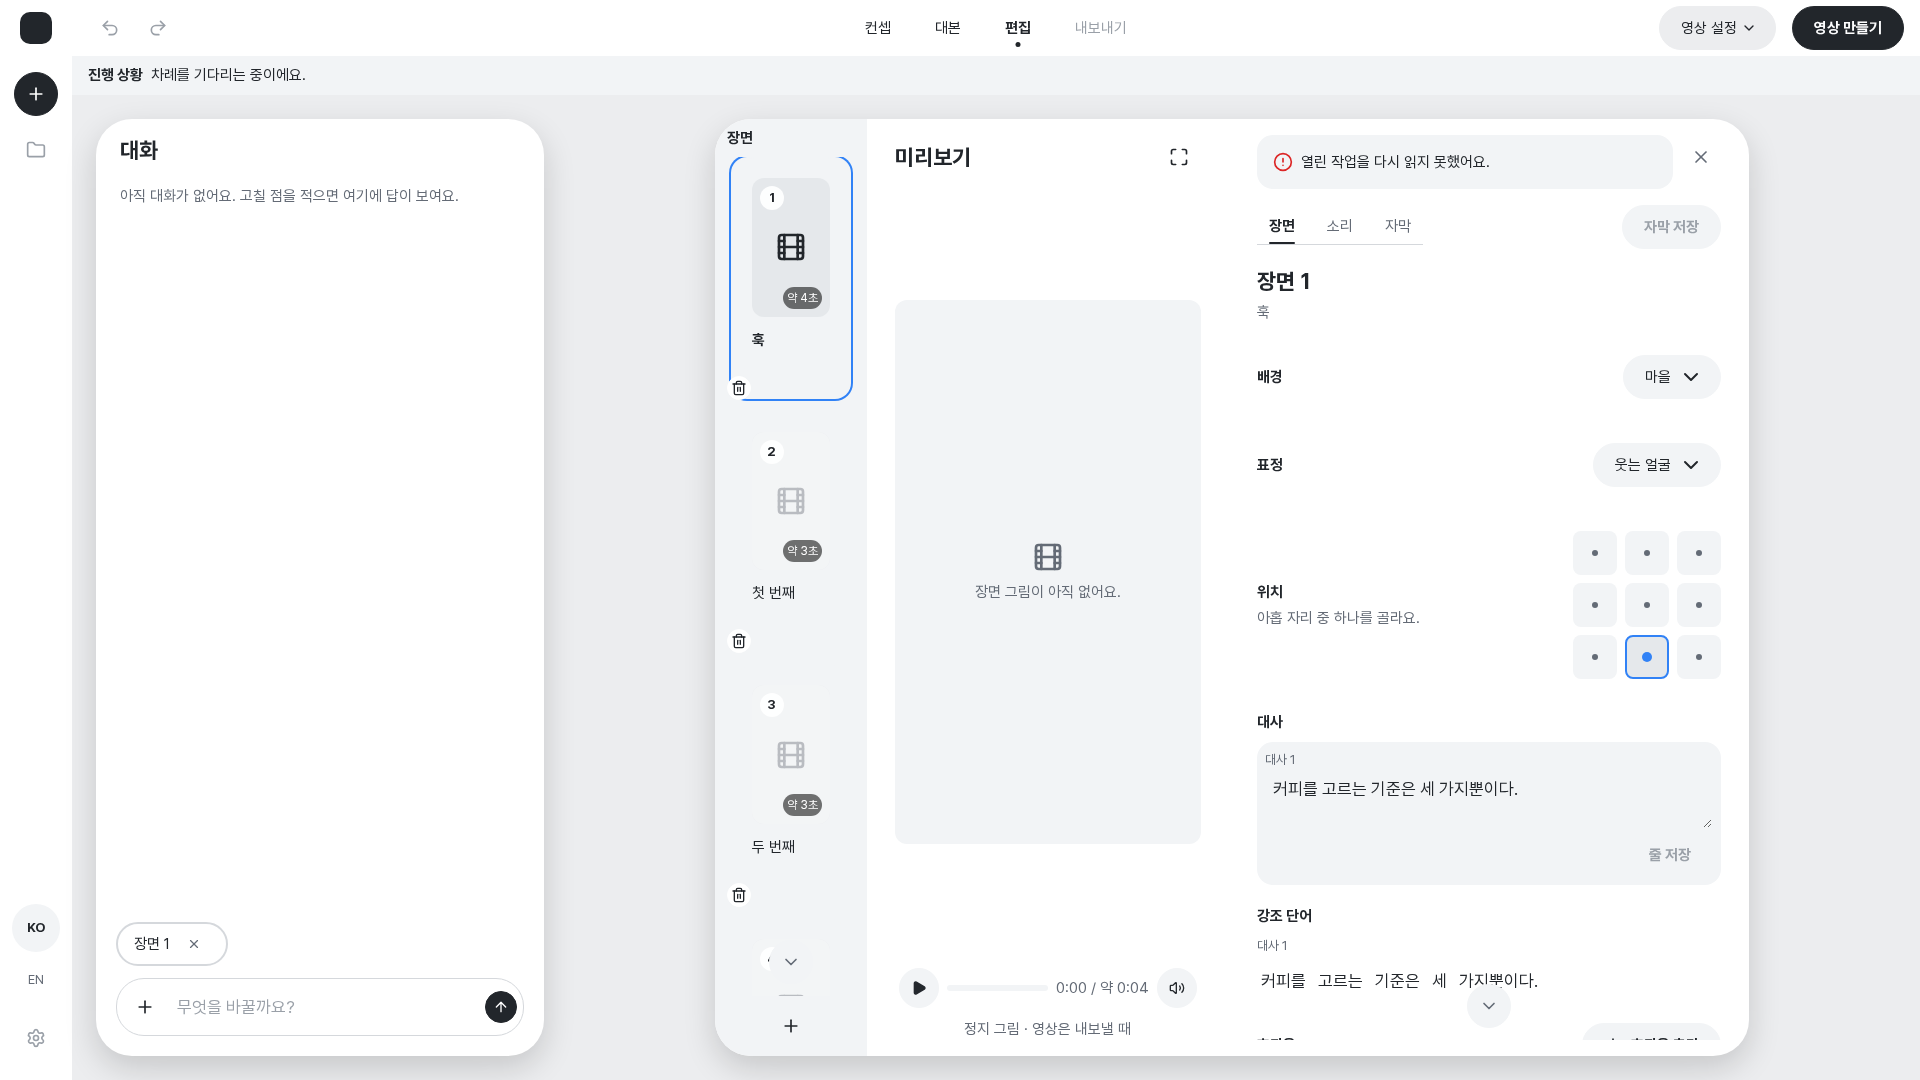 컨셉
대본
편집
내보내기
영상 설정
영상 만들기
진행 상황 차례를 기다리는 중이에요.
대화
아직 대화가 없어요. 고칠 점을 적으면 여기에 답이 보여요.
장면 1
무엇을 바꿀까요?
KO
EN
장면
1
약 4초
훅
2
약 3초
첫 번째
3
약 3초
두 번째
미리보기
장면 그림이 아직 없어요.
0:00 / 약 0:04
정지 그림 · 영상은 내보낼 때
열린 작업을 다시 읽지 못했어요.
장면
소리
자막
자막 저장
장면 1
훅
배경
마을
표정
웃는 얼굴
위치
아홉 자리 중 하나를 골라요.
대사
대사 1
커피를 고르는 기준은 세 가지뿐이다.
줄 저장
강조 단어
대사 1
커피를 고르는 기준은 세 가지뿐이다.